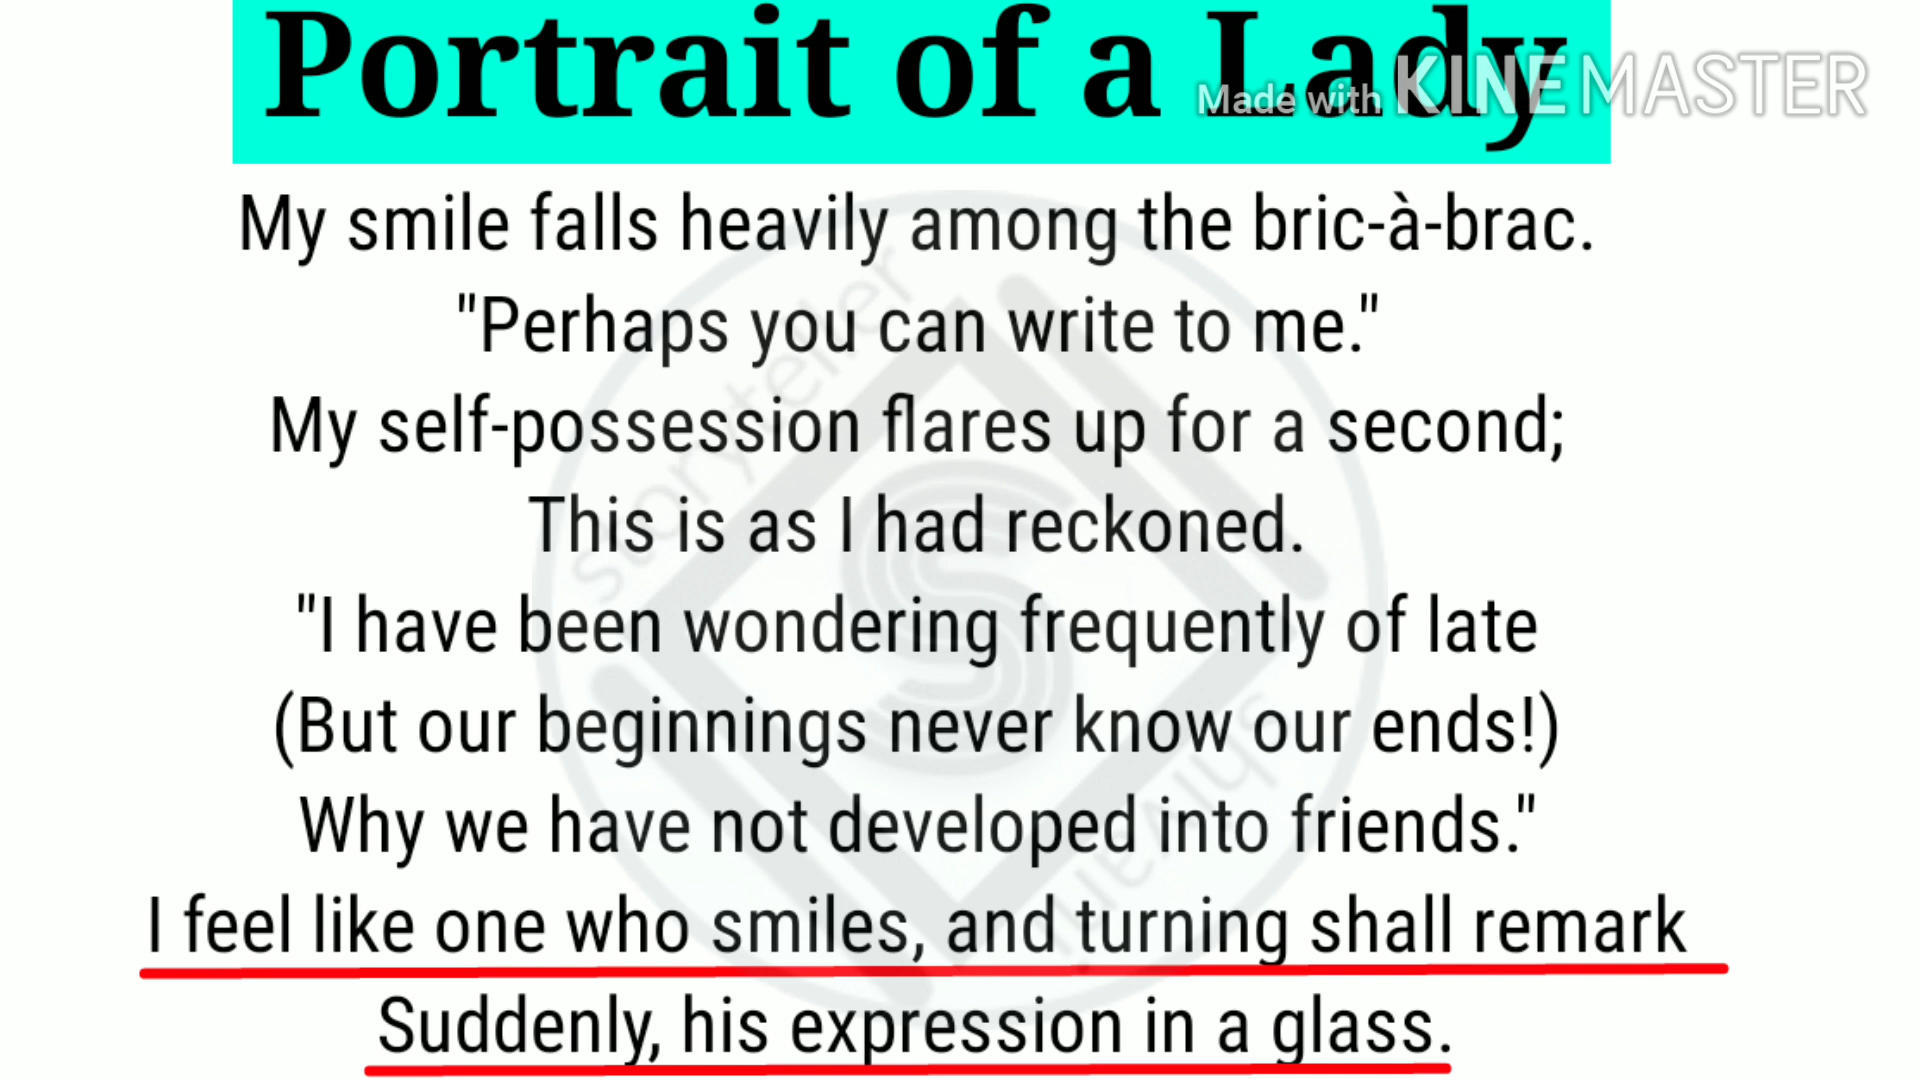 Portrait of a Lady
Made with KINEMASTER
My smile falls heavily among the bric-à-brac.
"Perhaps you can write to me."
My self-possession flares up for a second;
This is as I had reckoned.
"I have been wondering frequently of late
(But our beginnings never know our ends!)
Why we have not developed into friends."
I feel like one who smiles, and turning shall remark
Suddenly, his expression in a glass.
storyteller
shivani